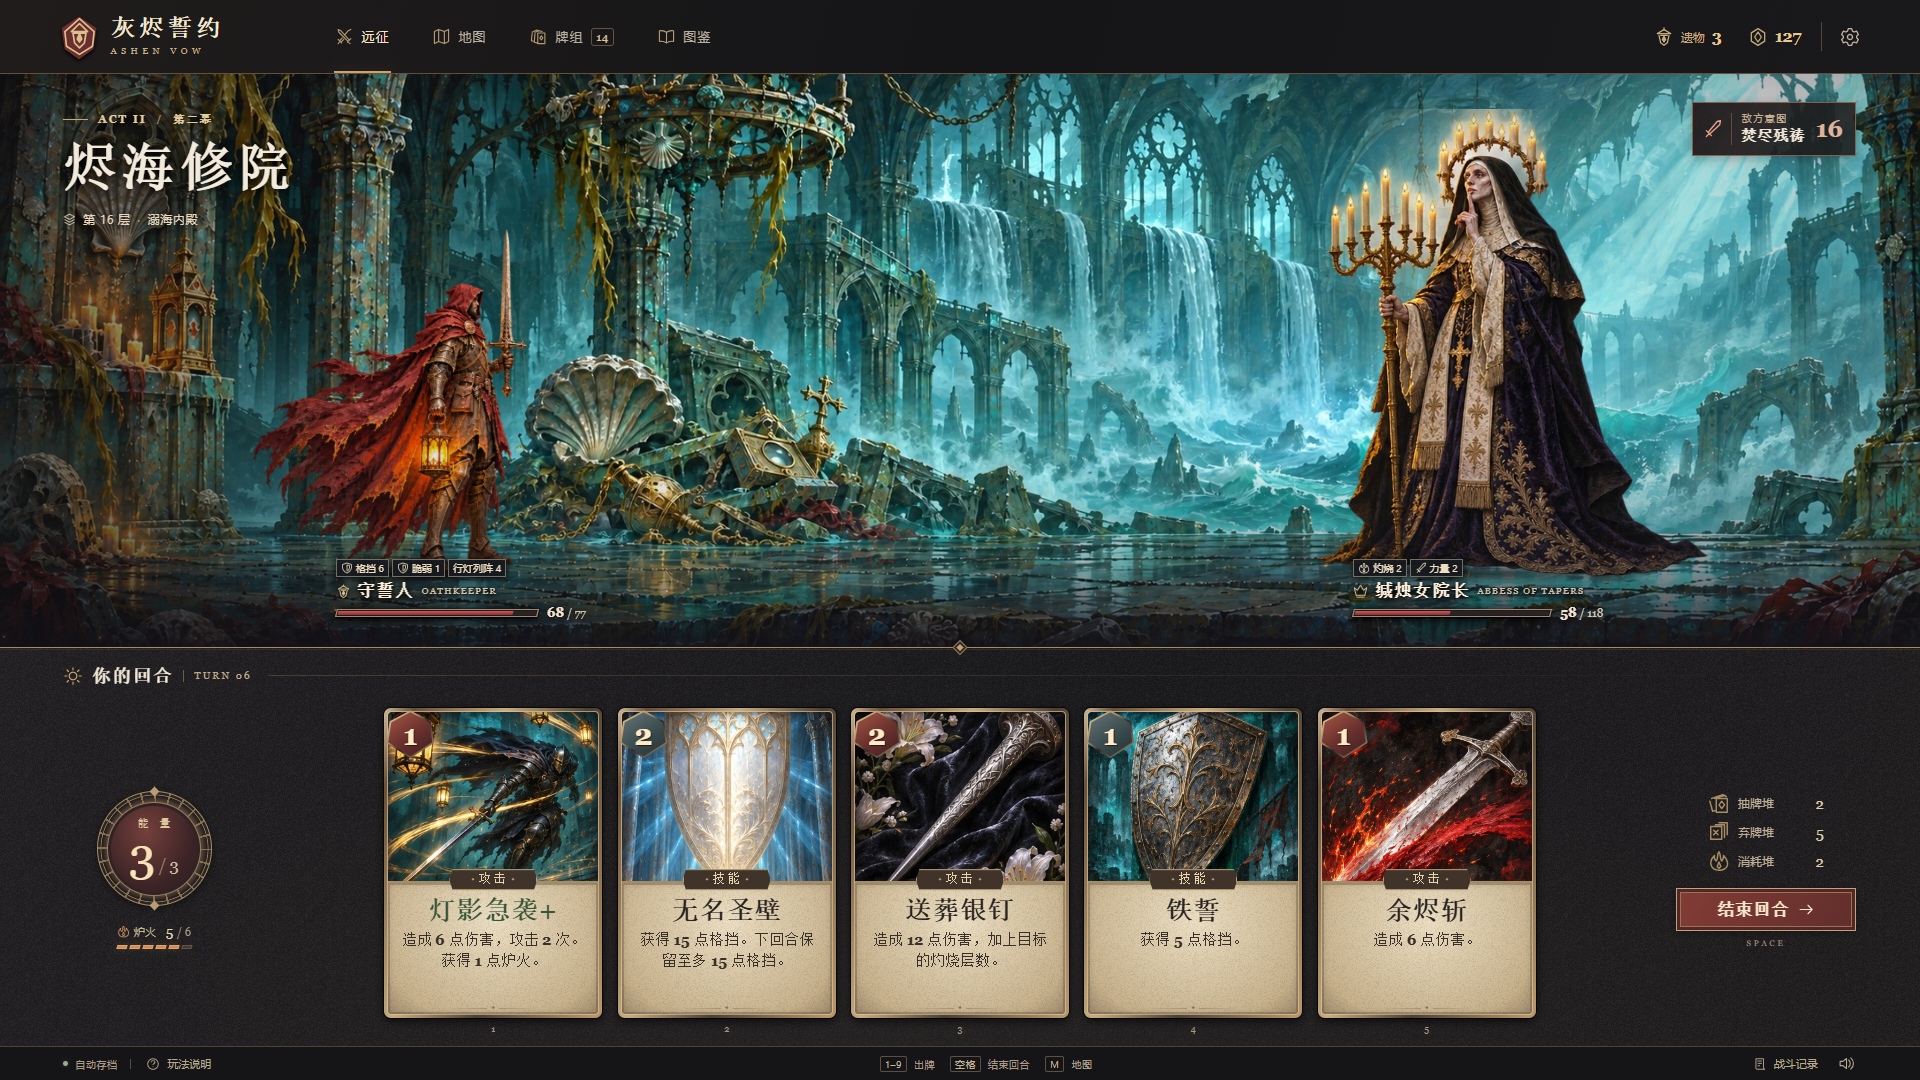 灰烬誓约
ASHEN VOW
远征
地图
牌组 14
图鉴
遗物 3
127
ACT II / 第二幕
烬海修院
第 16 层 · 溺海内殿
敌方意图
焚尽残祷 16
格挡 6
脆弱 1
行灯列阵 4
守誓人 OATHKEEPER
68 / 77
灼烧 2
力量 2
缄烛女院长 ABBESS OF TAPERS
58 / 118
你的回合 TURN 06
能量
3 / 3
炉火 5 / 6
1
· 攻击 ·
灯影急袭+
造成 6 点伤害，攻击 2 次。
获得 1 点炉火。
1
2
· 技能 ·
无名圣壁
获得 15 点格挡。下回合保
留至多 15 点格挡。
2
2
· 攻击 ·
送葬银钉
造成 12 点伤害，加上目标
的灼烧层数。
3
1
· 技能 ·
铁誓
获得 5 点格挡。
4
1
· 攻击 ·
余烬斩
造成 6 点伤害。
5
抽牌堆 2
弃牌堆 5
消耗堆 2
结束回合 →
SPACE
自动存档
玩法说明
1–9 出牌
空格 结束回合
M 地图
战斗记录